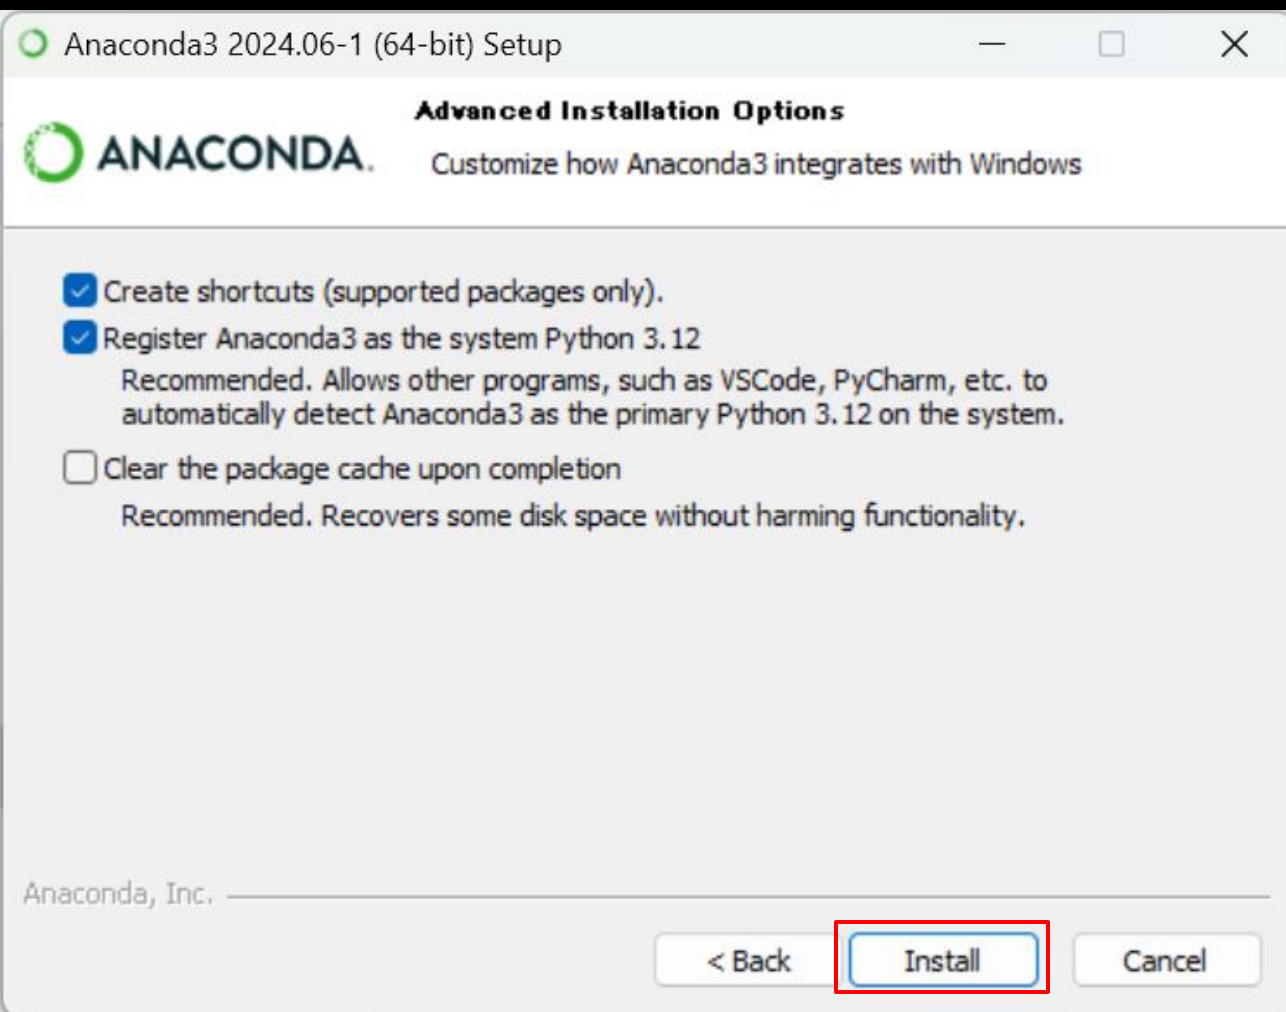 Anaconda3 2024.06-1 (64-bit) Setup
ANACONDA.
Advanced Installation Options
Customize how Anaconda3 integrates with Windows
Create shortcuts (supported packages only).
Register Anaconda3 as the system Python 3.12
Recommended. Allows other programs, such as VSCode, PyCharm, etc. to
automatically detect Anaconda3 as the primary Python 3.12 on the system.
Clear the package cache upon completion
Recommended. Recovers some disk space without harming functionality.
Anaconda, Inc.
< Back Install Cancel